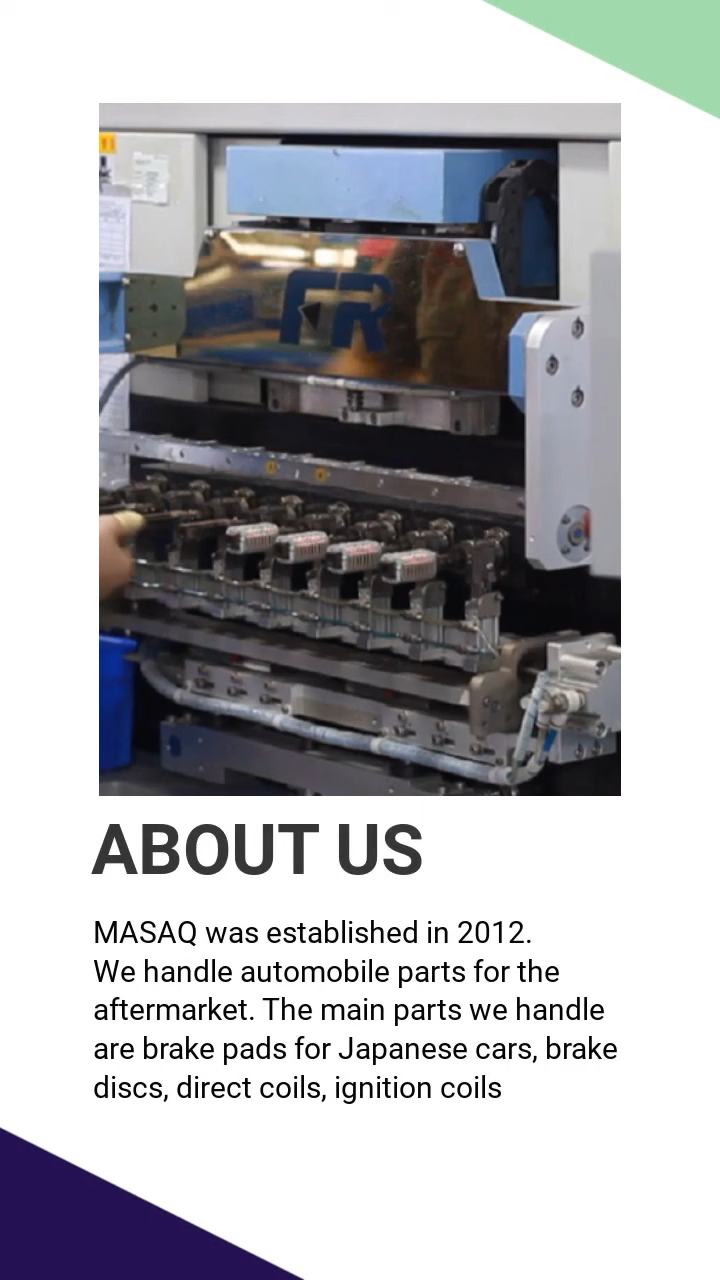 FR
ABOUT US
MASAQ was established in 2012.
We handle automobile parts for the
aftermarket. The main parts we handle
are brake pads for Japanese cars, brake
discs, direct coils, ignition coils